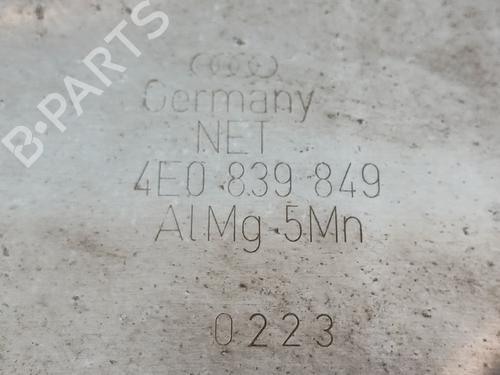 B-PARTS
Germany
NET
4E0 839 849
AlMg 5Mn
0223